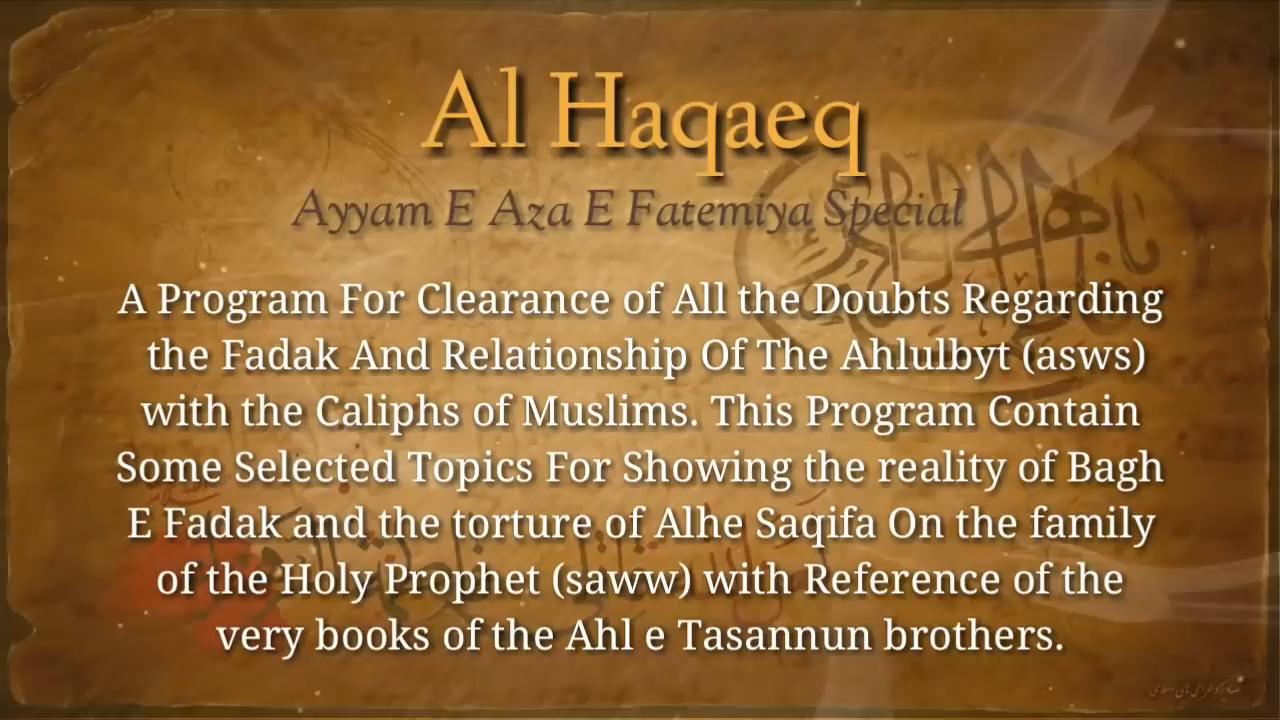 Al Haqaeq
Ayyam E Aza E Fatemiya Special
A Program For Clearance of All the Doubts Regarding
the Fadak And Relationship Of The Ahlulbyt (asws)
with the Caliphs of Muslims. This Program Contain
Some Selected Topics For Showing the reality of Bagh
E Fadak and the torture of Alhe Saqifa On the family
of the Holy Prophet (saww) with Reference of the
very books of the Ahl e Tasannun brothers.